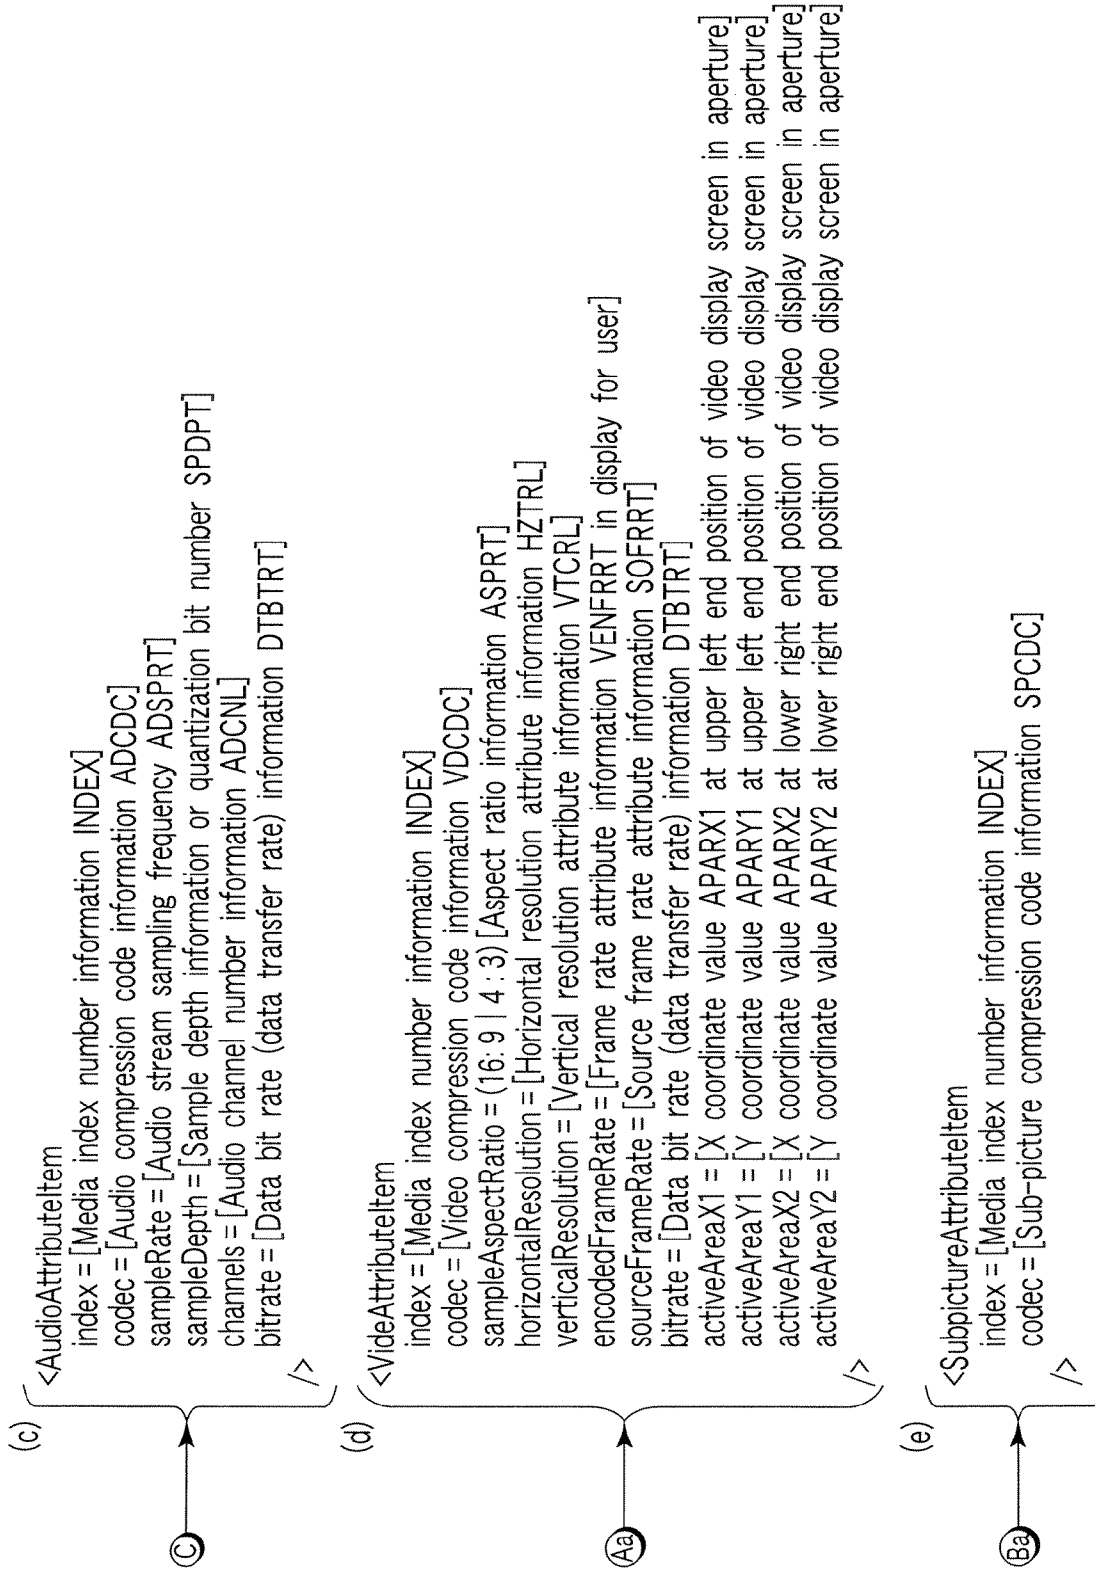 (c)
<AudioAttributeItem
index = [Media index number information INDEX]
codec = [Audio compression code information ADCDC]
sampleRate = [Audio stream sampling frequency ADSPRT]
sampleDepth = [Sample depth information or quantization bit number SPDPT]
channels = [Audio channel number information ADCNL]
bitrate = [Data bit rate (data transfer rate) information DTBTRT]
/>
C
(d)
<VideAttributeItem
index = [Media index number information INDEX]
codec = [Video compression code information VDCDC]
sampleAspectRatio = (16: 9 | 4 : 3) [Aspect ratio information ASPRT]
horizontalResolution = [Horizontal resolution attribute information HZTRL]
verticalResolution = [Vertical resolution attribute information VTCRL]
encodedFrameRate = [Frame rate attribute information VENFRRT in display for user]
sourceFrameRate = [Source frame rate attribute information SOFRRT]
bitrate = [Data bit rate (data transfer rate) information DTBTRT]
activeAreaX1 = [X coordinate value APARX1 at upper left end position of video display screen in aperture]
activeAreaY1 = [Y coordinate value APARY1 at upper left end position of video display screen in aperture]
activeAreaX2 = [X coordinate value APARX2 at lower right end position of video display screen in aperture]
activeAreaY2 = [Y coordinate value APARY2 at lower right end position of video display screen in aperture]
/>
Aa
(e)
<SubpictureAttributeItem
index = [Media index number information INDEX]
codec = [Sub-picture compression code information SPCDC]
/>
Ba